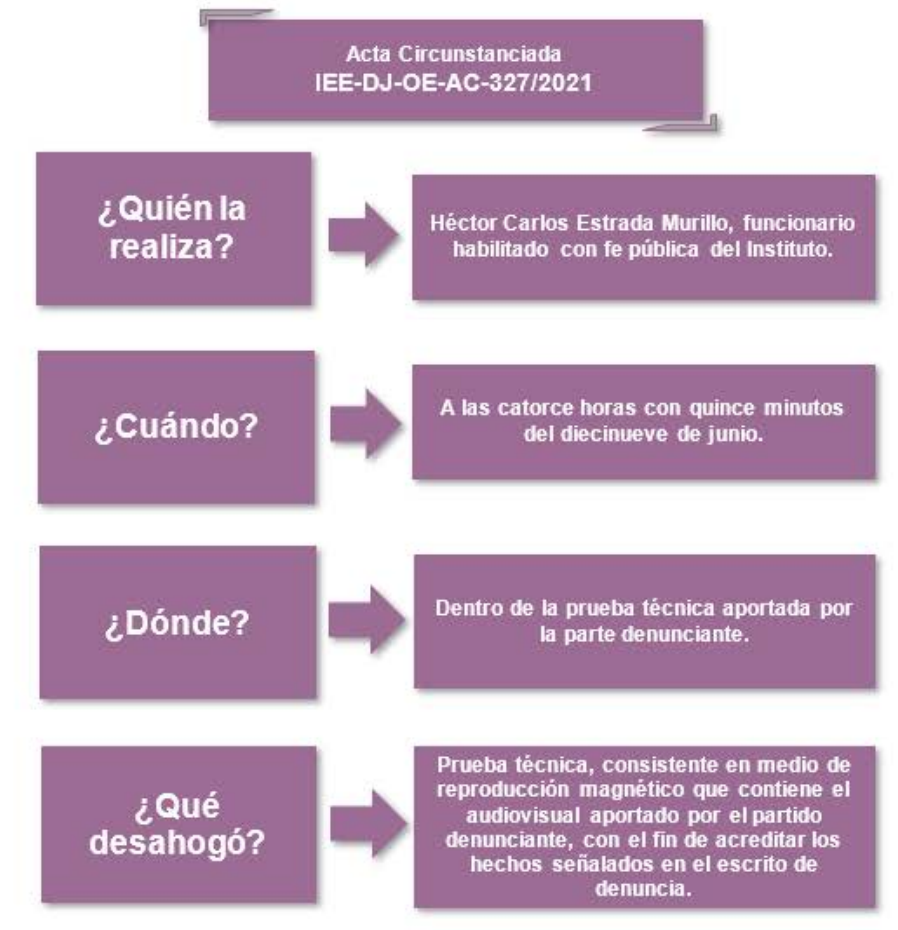 Acta Circunstanciada
IEE-DJ-OE-AC-327/2021
¿Quién la
realiza?
Héctor Carlos Estrada Murillo, funcionario
habilitado con fe pública del Instituto.
¿Cuándo?
A las catorce horas con quince minutos
del diecinueve de junio.
¿Dónde?
Dentro de la prueba técnica aportada por
la parte denunciante.
¿Qué
desahogó?
Prueba técnica, consistente en medio de
reproducción magnético que contiene el
audiovisual aportado por el partido
denunciante, con el fin de acreditar los
hechos señalados en el escrito de
denuncia.